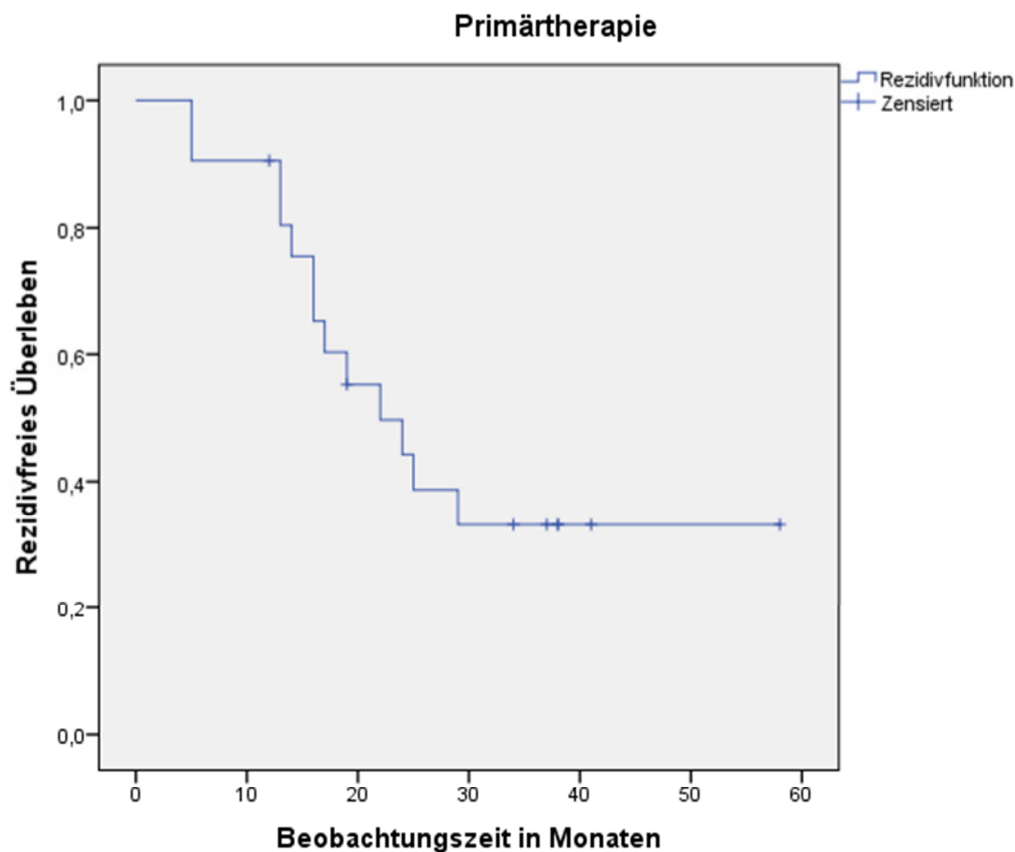 Primärtherapie
Rezidivfunktion
Zensiert
1,0
0,8
0,6
0,4
0,2
0,0
Rezidivfreies Überleben
0 10 20 30 40 50 60
Beobachtungszeit in Monaten